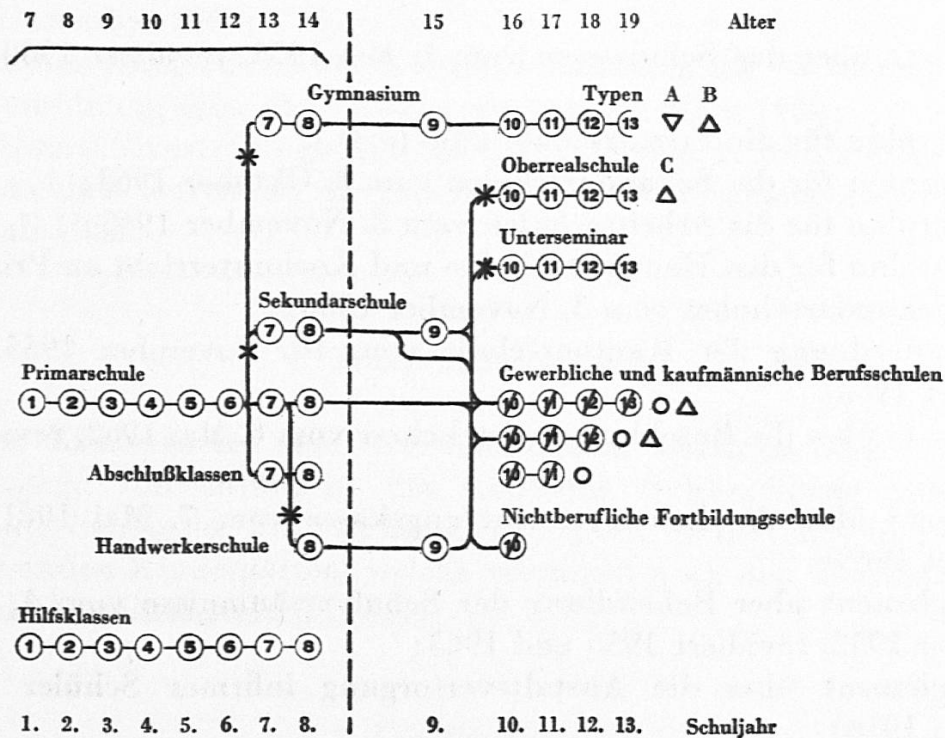 7 8 9 10 11 12 13 14 15 16 17 18 19 Alter
Gymnasium Typen A B
7 8 9 10 11 12 13
Oberrealschule C
10 11 12 13
Unterseminar
10 11 12 13
Sekundarschule
7 8 9
Primarschule Gewerbliche und kaufmännische Berufsschulen
1 2 3 4 5 6 7 8 10 11 12 13
10 11 12
Abschlußklassen 7 8 10 11
Nichtberufliche Fortbildungsschule
Handwerkerschule 8 9 10
Hilfsklassen
1 2 3 4 5 6 7 8
1. 2. 3. 4. 5. 6. 7. 8. 9. 10. 11. 12. 13. Schuljahr